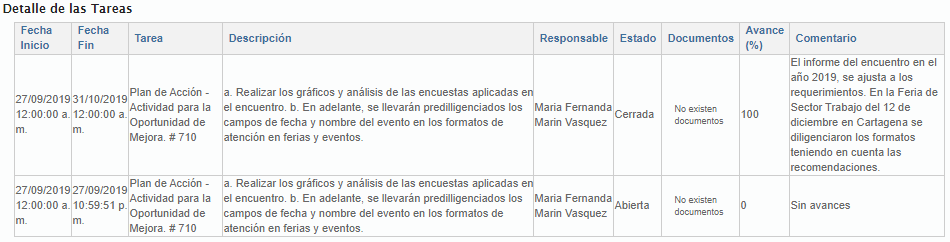 Detalle de las Tareas
Fecha Inicio
Fecha Fin
Tarea
Descripción
Responsable
Estado
Documentos
Avance (%)
Comentario
27/09/2019
12:00:00 a.
m.
31/10/2019
12:00:00 a.
m.
Plan de Acción -
Actividad para la
Oportunidad de
Mejora. # 710
a. Realizar los gráficos y análisis de las encuestas aplicadas en
el encuentro. b. En adelante, se llevarán predilligenciados los
campos de fecha y nombre del evento en los formatos de
atención en ferias y eventos.
Maria Fernanda
Marin Vasquez
Cerrada
No existen
documentos
100
El informe del encuentro en el
año 2019, se ajusta a los
requerimientos. En la Feria de
Sector Trabajo del 12 de
diciembre en Cartagena se
diligenciaron los formatos
teniendo en cuenta las
recomendaciones.
27/09/2019
12:00:00 a.
m.
27/09/2019
10:59:51 p.
m.
Plan de Acción -
Actividad para la
Oportunidad de
Mejora. # 710
a. Realizar los gráficos y análisis de las encuestas aplicadas en
el encuentro. b. En adelante, se llevarán predilligenciados los
campos de fecha y nombre del evento en los formatos de
atención en ferias y eventos.
Maria Fernanda
Marin Vasquez
Abierta
No existen
documentos
0
Sin avances